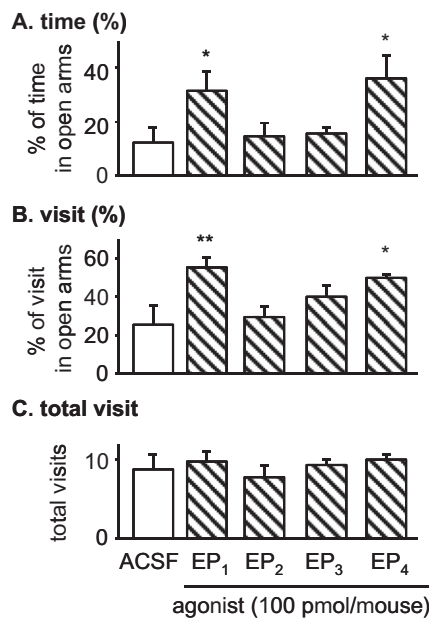 A. time (%)
% of time
in open arms
40
20
0
*
*
B. visit (%)
% of visit
in open arms
60
40
20
0
**
*
C. total visit
total visits
10
0
ACSF EP₁ EP₂ EP₃ EP₄
agonist (100 pmol/mouse)